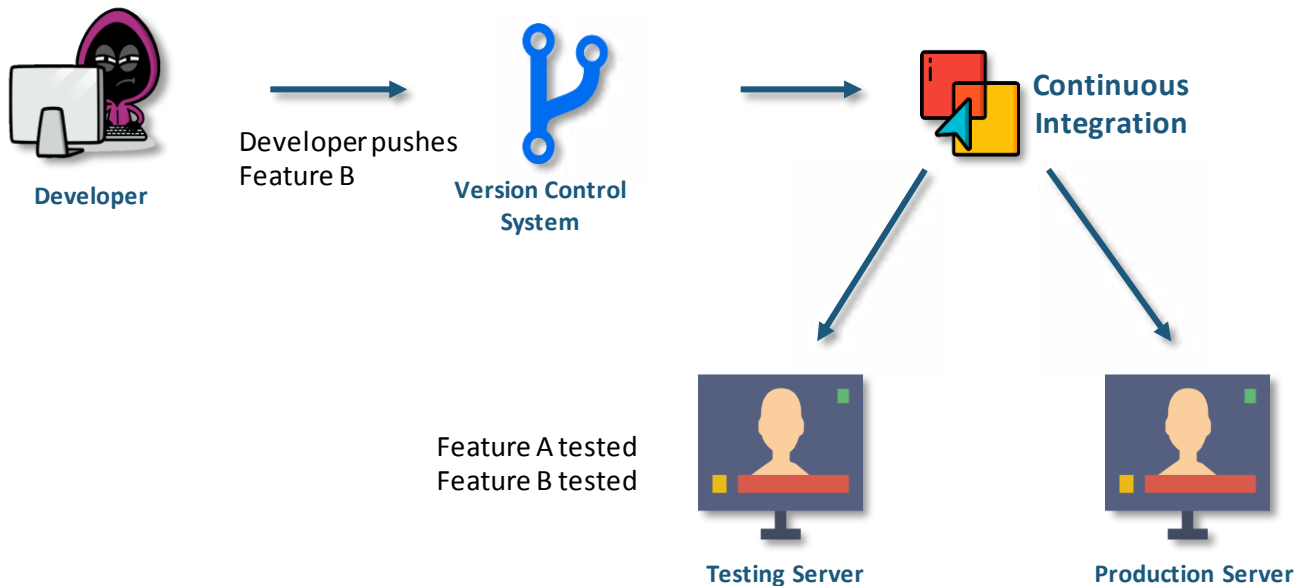 Developer
Developer pushes
Feature B
Version Control
System
Continuous
Integration
Feature A tested
Feature B tested
Testing Server
Production Server